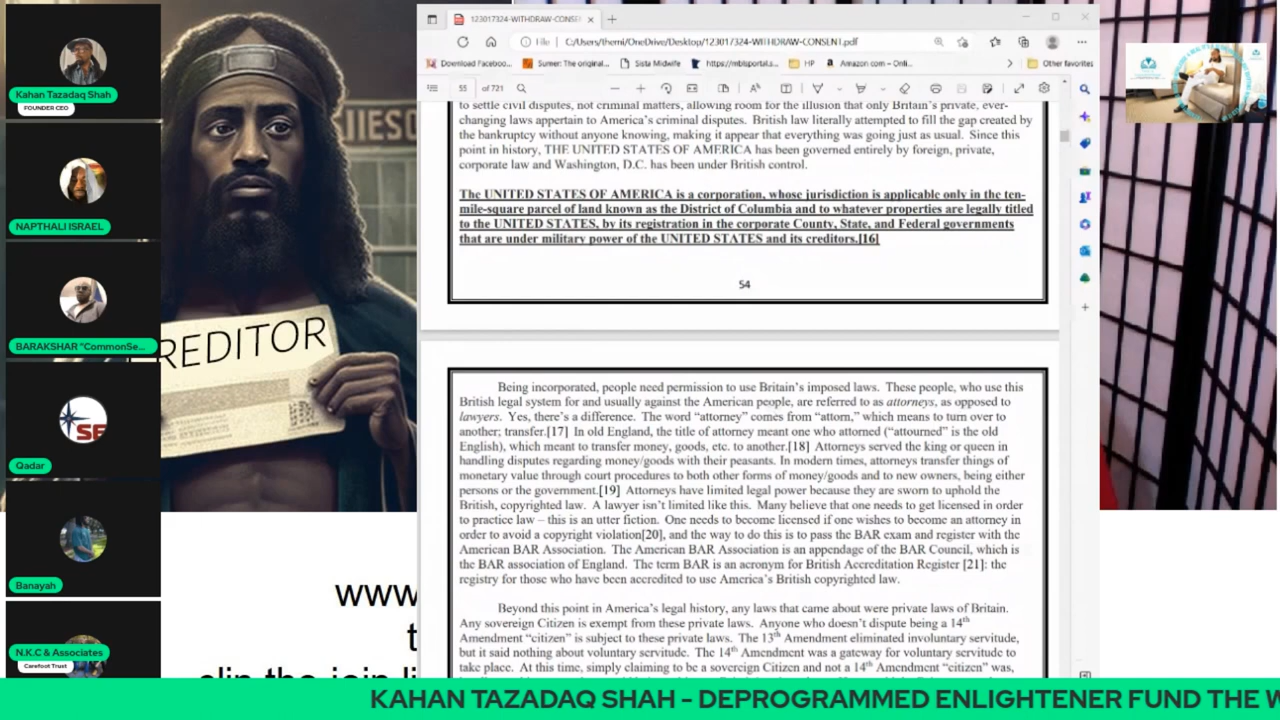 Kahan Tazadaq Shah
FOUNDER CEO
NAPTHALI ISRAEL
BARAKSHAR "CommonSe...
Qadar
Banayah
N.K.C & Associates
Carefoot Trust
REDITOR
www
123017324-WITHDRAW-CONSEN
File
C:/Users/themi/OneDrive/Desktop/123017324-WITHDRAW-CONSENT.pdf
Download Faceboo...
Sumer: The original...
Sista Midwife
https://mbisportal.s...
HP
Amazon.com – Onli...
Other favorites
55 of 721
to settle civil disputes, not criminal matters, allowing room for the illusion that only Britain's private, ever-
changing laws appertain to America's criminal disputes. British law literally attempted to fill the gap created by
the bankruptcy without anyone knowing, making it appear that everything was going just as usual. Since this
point in history, THE UNITED STATES OF AMERICA has been governed entirely by foreign, private,
corporate law and Washington, D.C. has been under British control.
The UNITED STATES OF AMERICA is a corporation, whose jurisdiction is applicable only in the ten-
mile-square parcel of land known as the District of Columbia and to whatever properties are legally titled
to the UNITED STATES, by its registration in the corporate County, State, and Federal governments
that are under military power of the UNITED STATES and its creditors.[16]
54
Being incorporated, people need permission to use Britain's imposed laws. These people, who use this
British legal system for and usually against the American people, are referred to as attorneys, as opposed to
lawyers. Yes, there's a difference. The word "attorney" comes from "attorn," which means to turn over to
another; transfer.[17] In old England, the title of attorney meant one who attorned ("attourned" is the old
English), which meant to transfer money, goods, etc. to another.[18] Attorneys served the king or queen in
handling disputes regarding money/goods with their peasants. In modern times, attorneys transfer things of
monetary value through court procedures to both other forms of money/goods and to new owners, being either
persons or the government.[19] Attorneys have limited legal power because they are sworn to uphold the
British, copyrighted law. A lawyer isn't limited like this. Many believe that one needs to get licensed in order
to practice law – this is an utter fiction. One needs to become licensed if one wishes to become an attorney in
order to avoid a copyright violation[20], and the way to do this is to pass the BAR exam and register with the
American BAR Association. The American BAR Association is an appendage of the BAR Council, which is
the BAR association of England. The term BAR is an acronym for British Accreditation Register [21]: the
registry for those who have been accredited to use America's British copyrighted law.
Beyond this point in America's legal history, any laws that came about were private laws of Britain.
Any sovereign Citizen is exempt from these private laws. Anyone who doesn't dispute being a 14th
Amendment "citizen" is subject to these private laws. The 13th Amendment eliminated involuntary servitude,
but it said nothing about voluntary servitude. The 14th Amendment was a gateway for voluntary servitude to
take place. At this time, simply claiming to be a sovereign Citizen and not a 14th Amendment "citizen" was,
KAHAN TAZADAQ SHAH - DEPROGRAMMED ENLIGHTENER FUND THE W